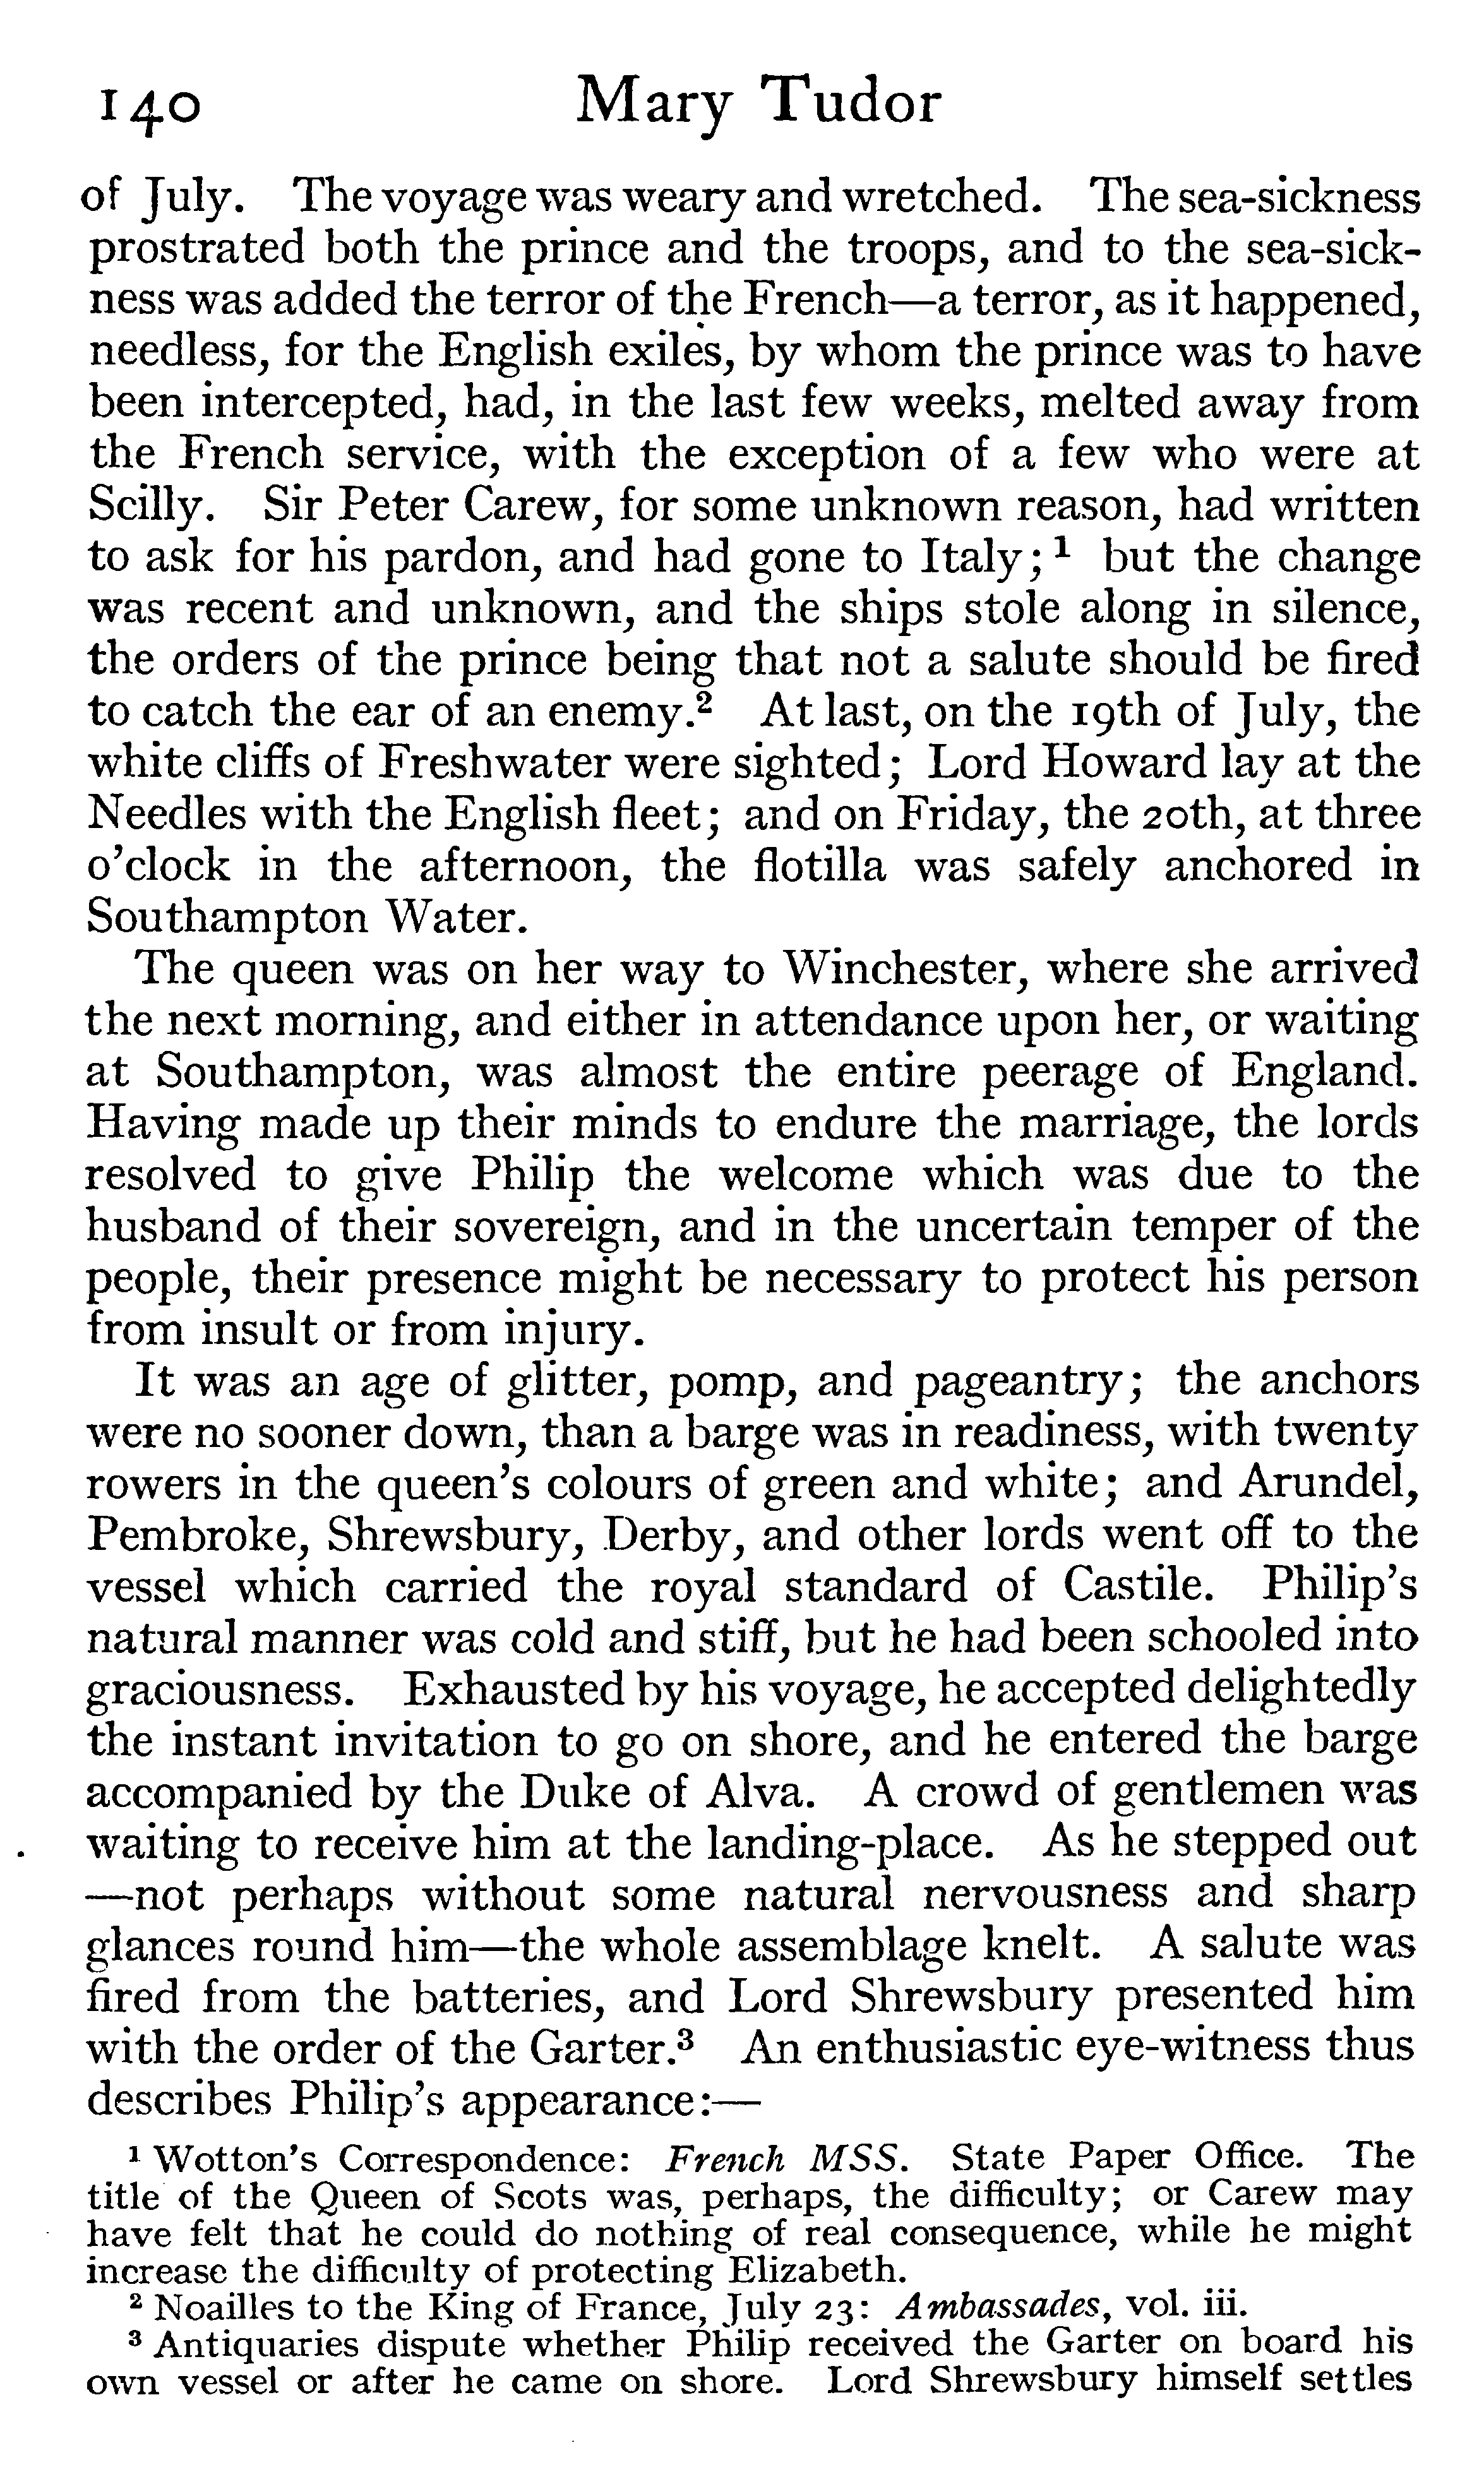 140 Mary Tudor
of July. The voyage was weary and wretched. The sea-sickness
prostrated both the prince and the troops, and to the sea-sick-
ness was added the terror of the French—a terror, as it happened,
needless, for the English exiles, by whom the prince was to have
been intercepted, had, in the last few weeks, melted away from
the French service, with the exception of a few who were at
Scilly. Sir Peter Carew, for some unknown reason, had written
to ask for his pardon, and had gone to Italy;¹ but the change
was recent and unknown, and the ships stole along in silence,
the orders of the prince being that not a salute should be fired
to catch the ear of an enemy.² At last, on the 19th of July, the
white cliffs of Freshwater were sighted; Lord Howard lay at the
Needles with the English fleet; and on Friday, the 20th, at three
o'clock in the afternoon, the flotilla was safely anchored in
Southampton Water.
The queen was on her way to Winchester, where she arrived
the next morning, and either in attendance upon her, or waiting
at Southampton, was almost the entire peerage of England.
Having made up their minds to endure the marriage, the lords
resolved to give Philip the welcome which was due to the
husband of their sovereign, and in the uncertain temper of the
people, their presence might be necessary to protect his person
from insult or from injury.
It was an age of glitter, pomp, and pageantry; the anchors
were no sooner down, than a barge was in readiness, with twenty
rowers in the queen's colours of green and white; and Arundel,
Pembroke, Shrewsbury, Derby, and other lords went off to the
vessel which carried the royal standard of Castile. Philip's
natural manner was cold and stiff, but he had been schooled into
graciousness. Exhausted by his voyage, he accepted delightedly
the instant invitation to go on shore, and he entered the barge
accompanied by the Duke of Alva. A crowd of gentlemen was
waiting to receive him at the landing-place. As he stepped out
—not perhaps without some natural nervousness and sharp
glances round him—the whole assemblage knelt. A salute was
fired from the batteries, and Lord Shrewsbury presented him
with the order of the Garter.³ An enthusiastic eye-witness thus
describes Philip's appearance:—
¹ Wotton's Correspondence: French MSS. State Paper Office. The
title of the Queen of Scots was, perhaps, the difficulty; or Carew may
have felt that he could do nothing of real consequence, while he might
increase the difficulty of protecting Elizabeth.
² Noailles to the King of France, July 23: Ambassades, vol. iii.
³ Antiquaries dispute whether Philip received the Garter on board his
own vessel or after he came on shore. Lord Shrewsbury himself settles